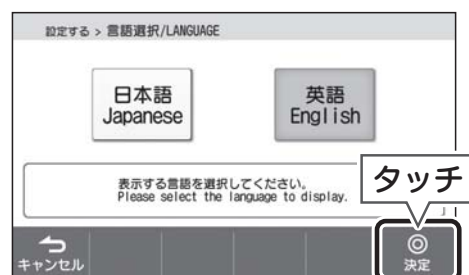 設定する > 言語選択/LANGUAGE
日本語
Japanese
英語
English
表示する言語を選択してください。
Please select the language to display.
タッチ
キャンセル
決定